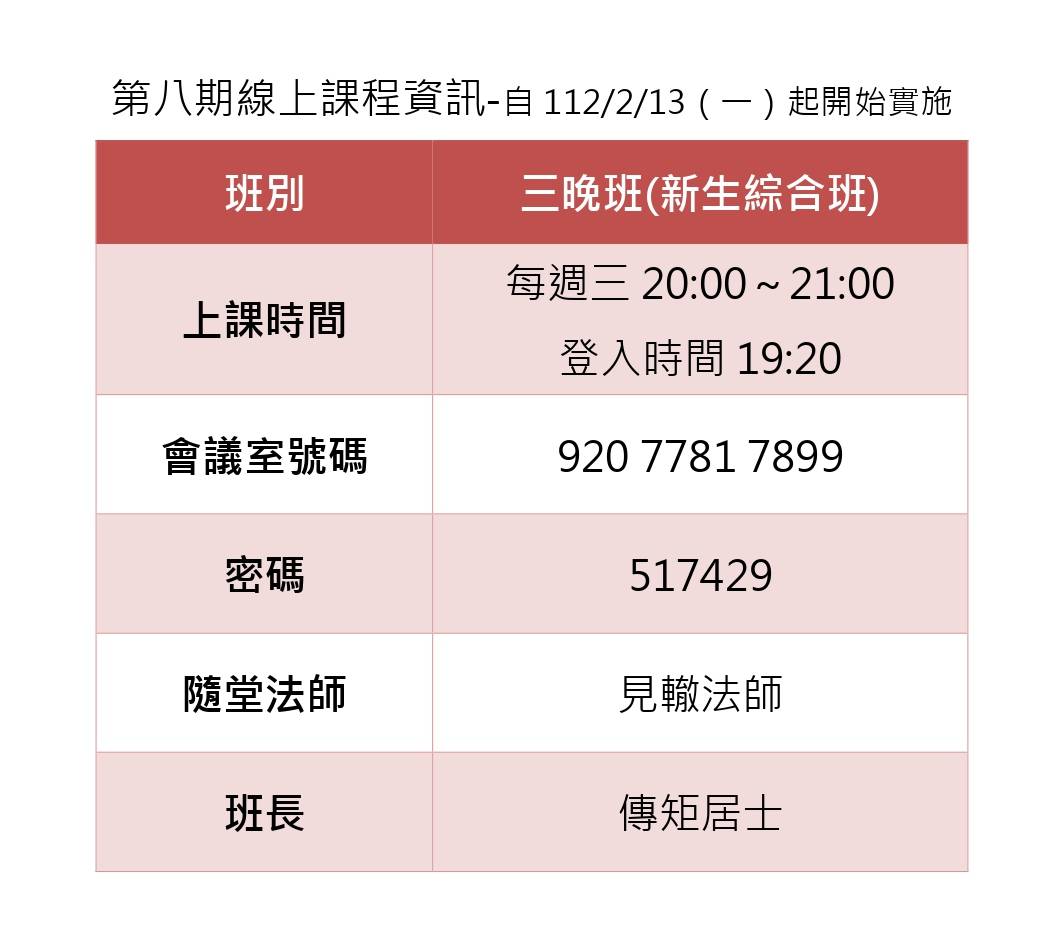 第八期線上課程資訊-自 112/2/13（一）起開始實施
班別 三晚班(新生綜合班)
上課時間 每週三 20:00～21:00
登入時間 19:20
會議室號碼 920 7781 7899
密碼 517429
隨堂法師 見轍法師
班長 傳矩居士